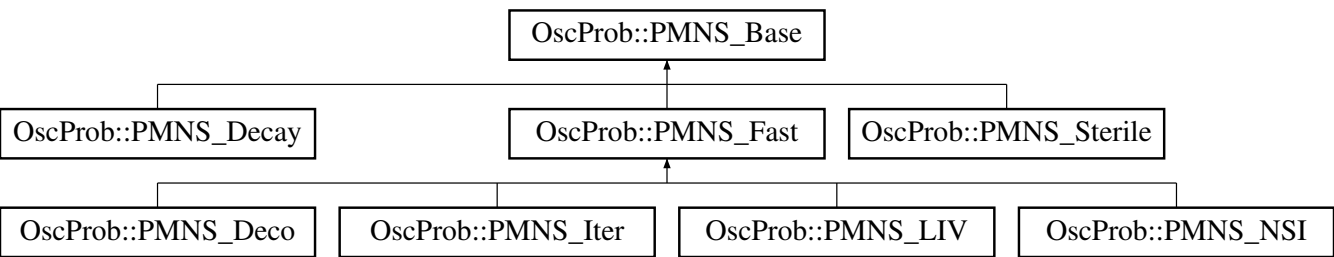 OscProb::PMNS_Base
OscProb::PMNS_Decay
OscProb::PMNS_Fast
OscProb::PMNS_Sterile
OscProb::PMNS_Deco
OscProb::PMNS_Iter
OscProb::PMNS_LIV
OscProb::PMNS_NSI